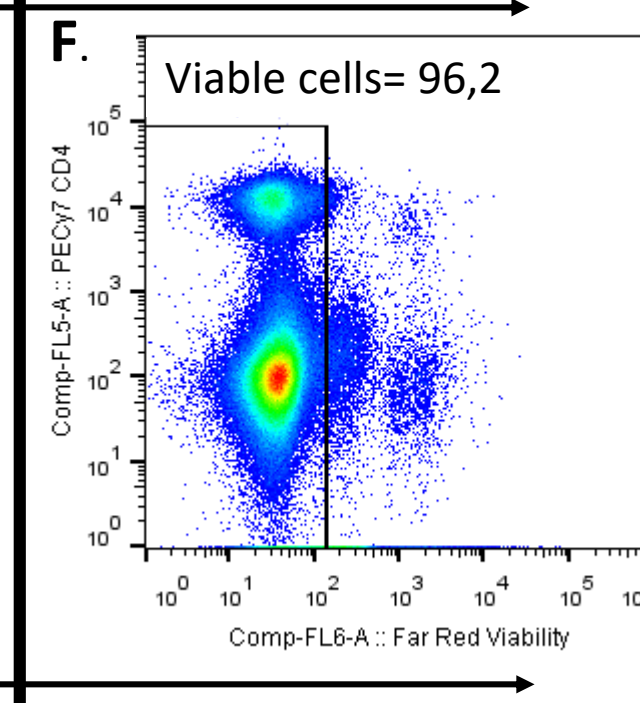 F.
Viable cells= 96,2
10^5
10^4
10^3
10^2
10^1
10^0
Comp-FL5-A :: PECy7 CD4
10^0 10^1 10^2 10^3 10^4 10^5 10
Comp-FL6-A :: Far Red Viability